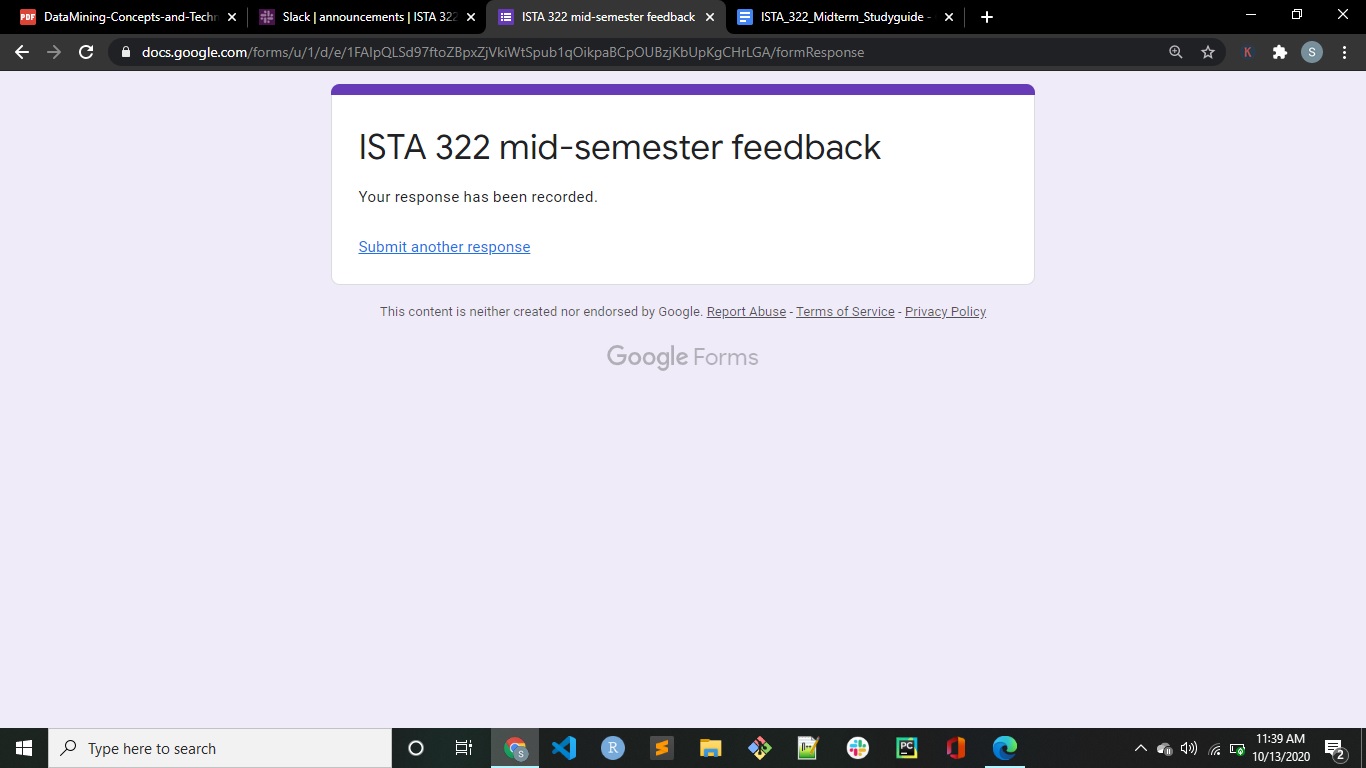 DataMining-Concepts-and-Techn
Slack | announcements | ISTA 322
ISTA 322 mid-semester feedback
ISTA_322_Midterm_Studyguide -
docs.google.com/forms/u/1/d/e/1FAIpQLSd97ftoZBpxZjVkiWtSpub1qOikpaBCpOUBzjKbUpKgCHrLGA/formResponse
K
S
ISTA 322 mid-semester feedback
Your response has been recorded.
Submit another response
This content is neither created nor endorsed by Google. Report Abuse - Terms of Service - Privacy Policy
Google Forms
Type here to search
11:39 AM
10/13/2020
2